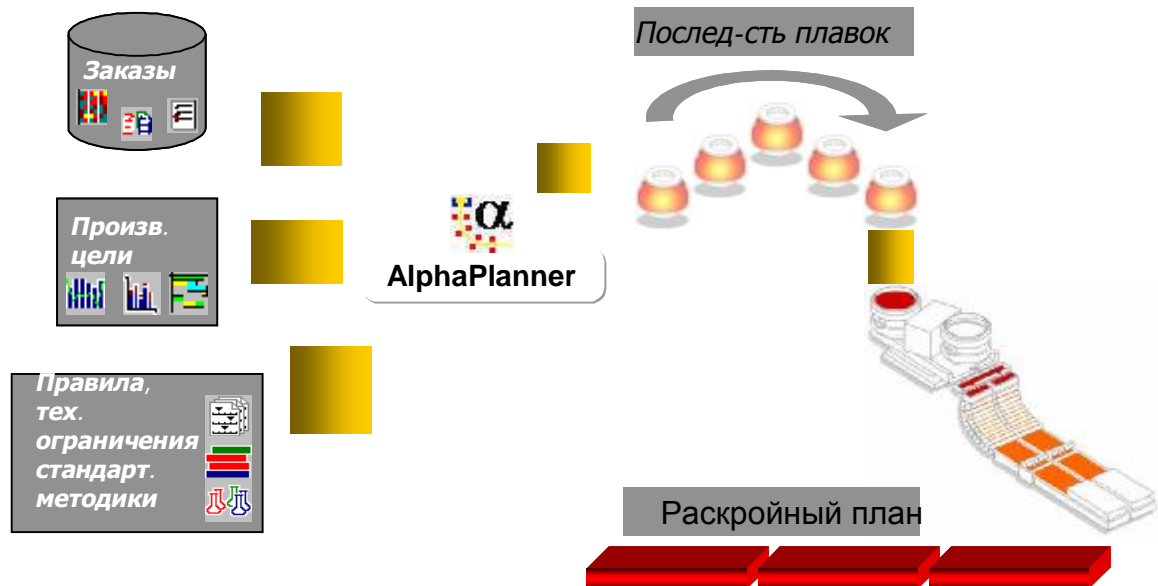 Заказы
Послед-сть плавок
Произв.
цели
α
AlphaPlanner
Правила,
тех.
ограничения
стандарт.
методики
Раскройный план